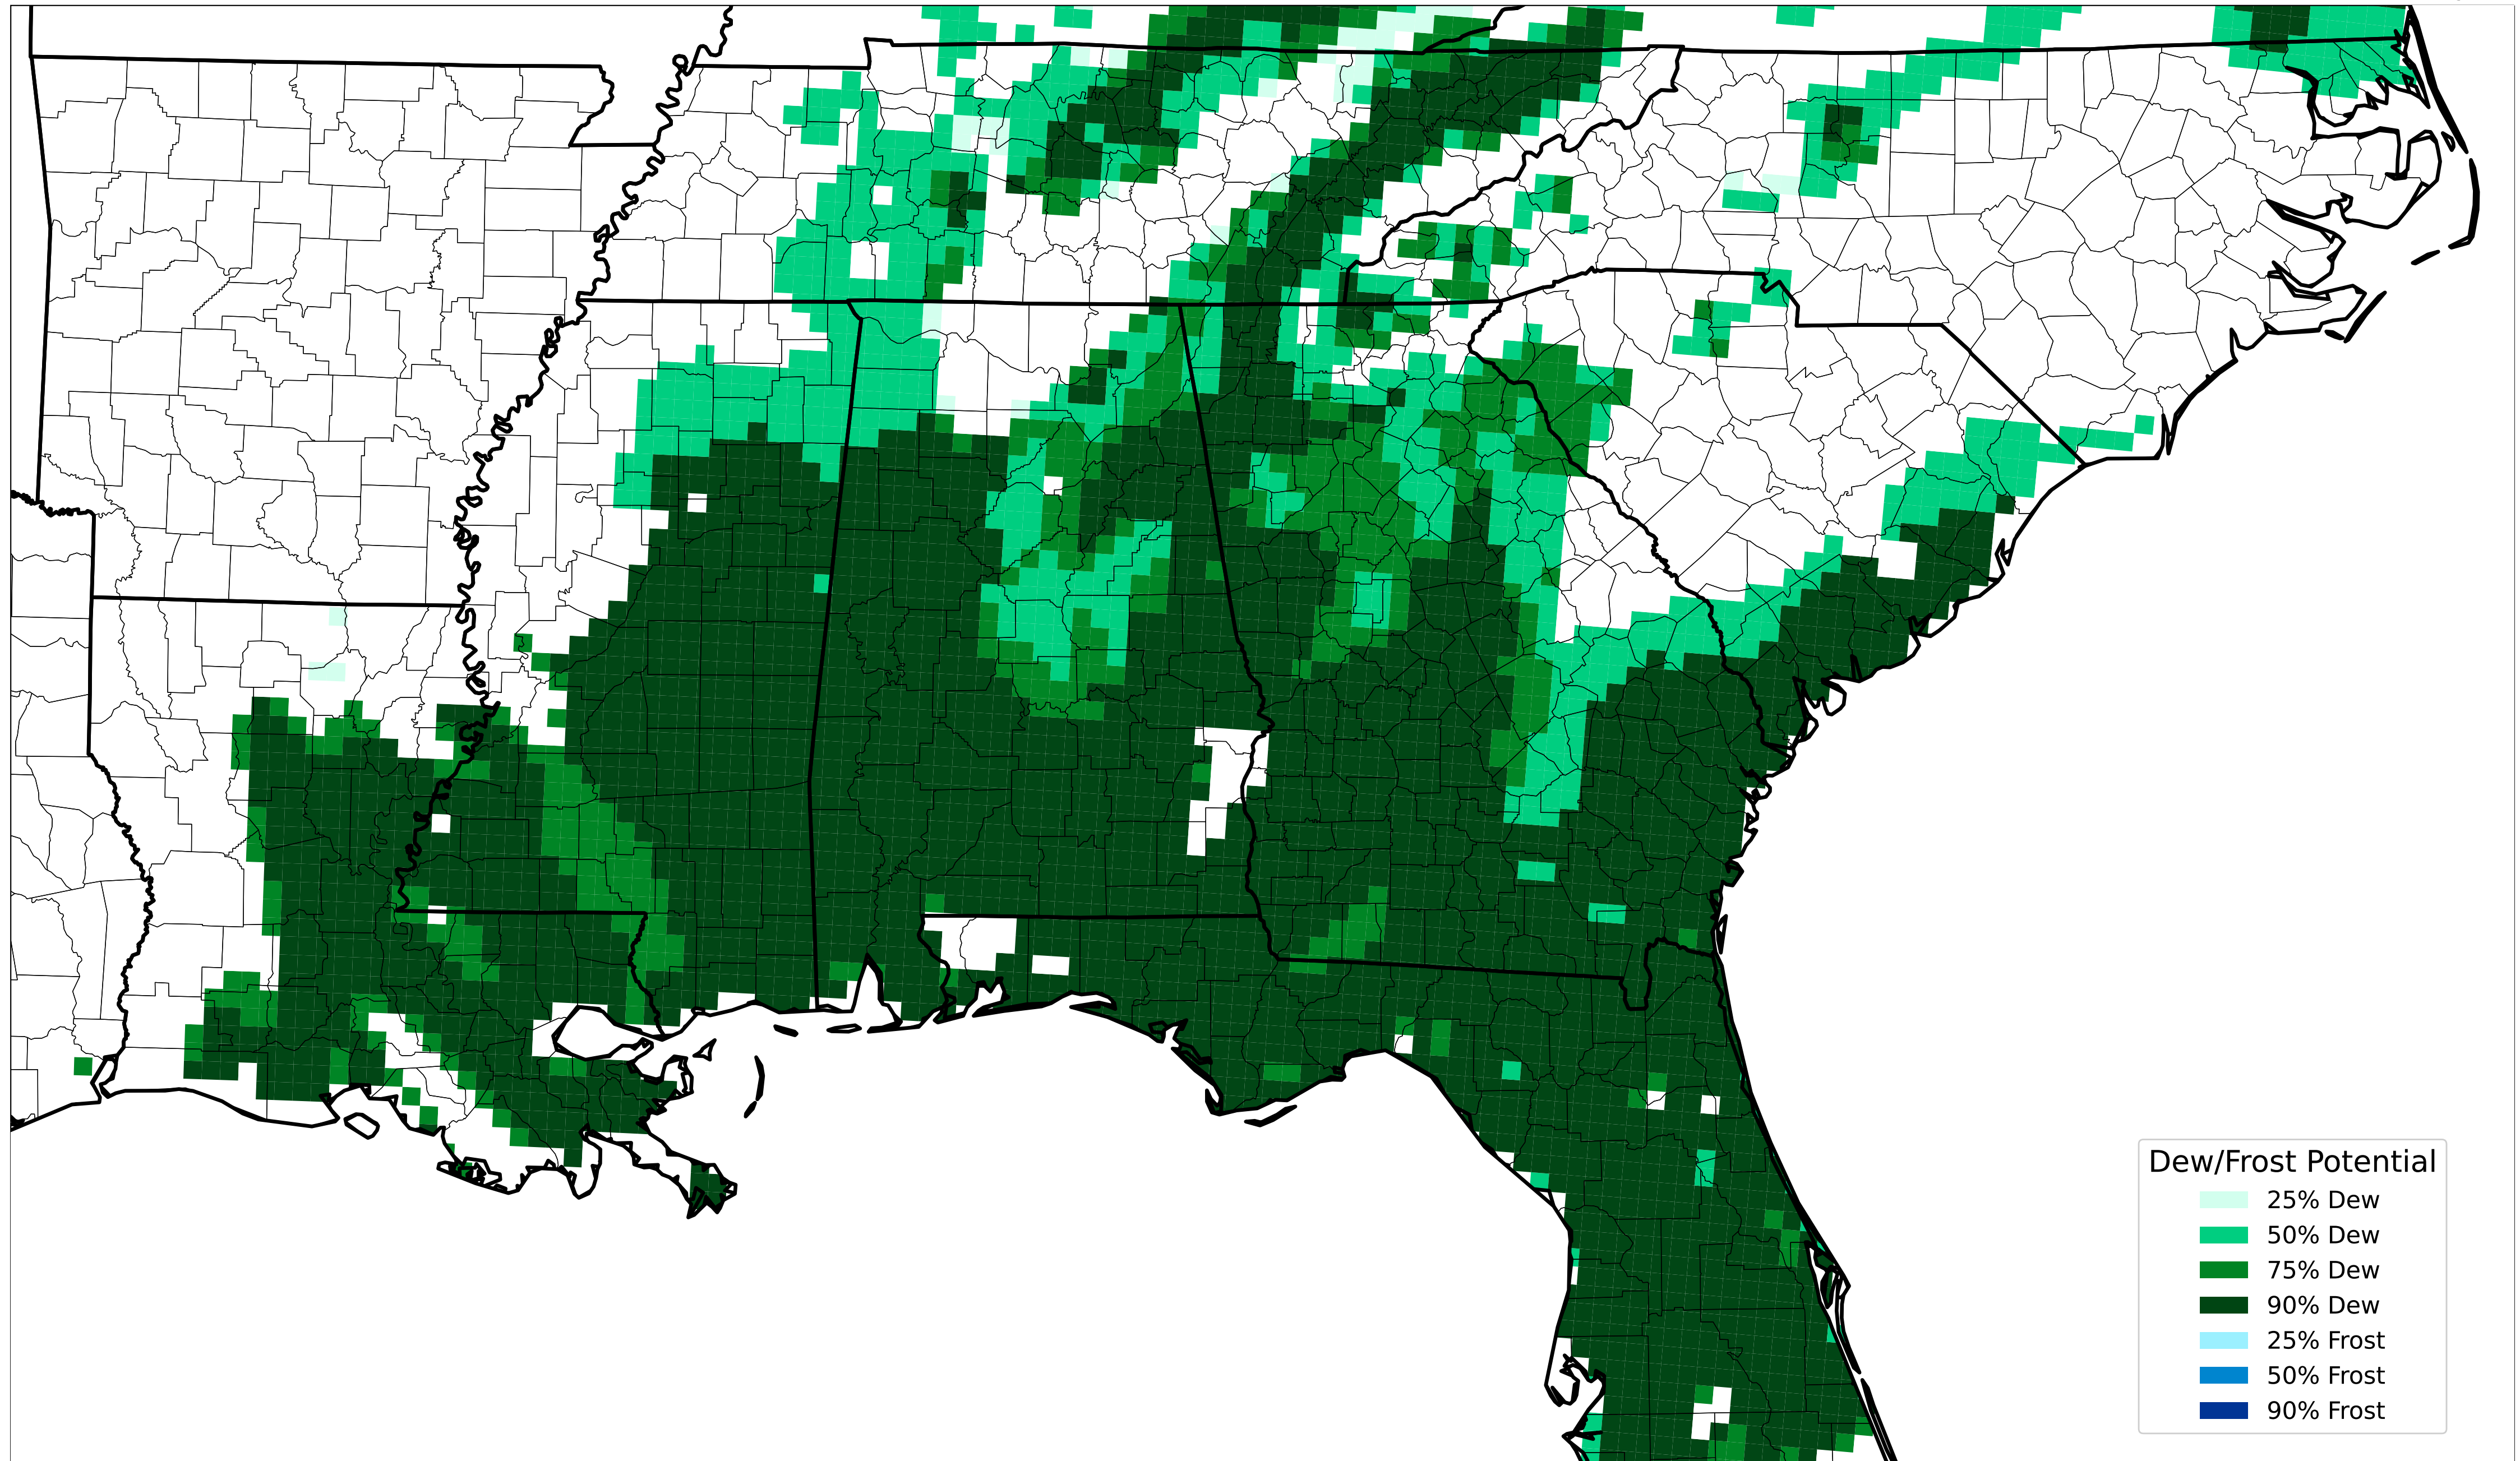 Dew/Frost Potential
25% Dew
50% Dew
75% Dew
90% Dew
25% Frost
50% Frost
90% Frost